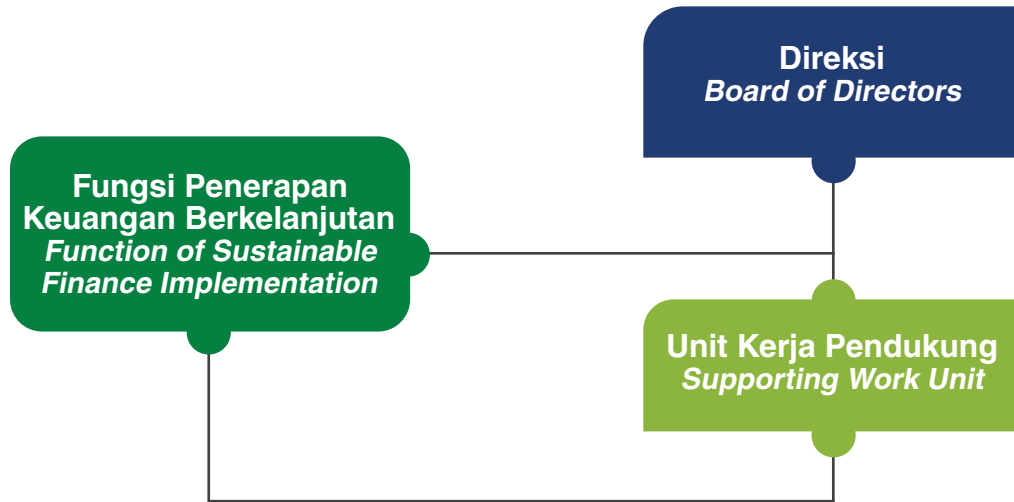 Direksi
Board of Directors
Fungsi Penerapan
Keuangan Berkelanjutan
Function of Sustainable
Finance Implementation
Unit Kerja Pendukung
Supporting Work Unit